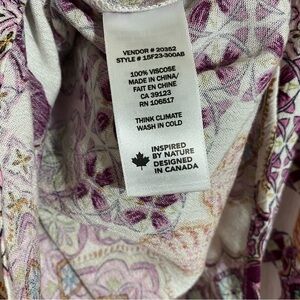 VENDOR # 20352
STYLE # 15F23-300AB
100% VISCOSE
MADE IN CHINA/
FAIT EN CHINE
CA 39123
RN 106517
THINK CLIMATE
WASH IN COLD
INSPIRED
BY NATURE
DESIGNED
IN CANADA